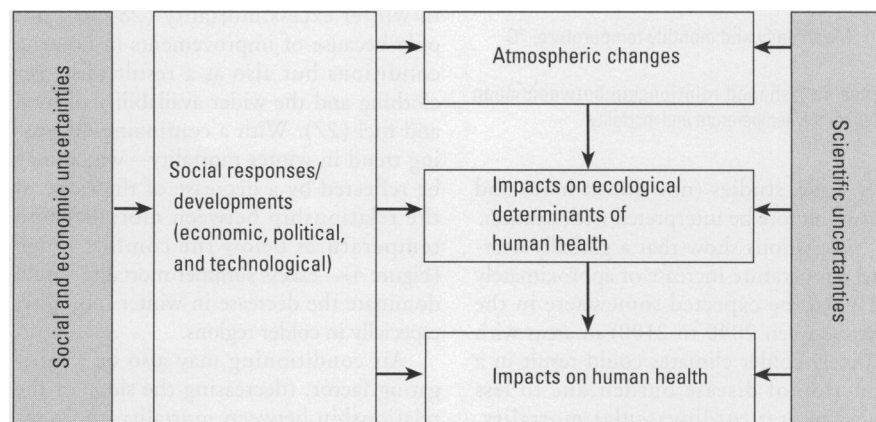 Social and economic uncertainties
Social responses/
developments
(economic, political,
ad technological)
Atmospheric changes
Impacts on ecological
determinants of
human health
Impacts on human health
Scientific uncertainties